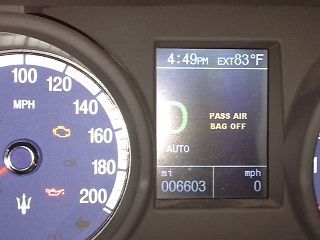 4:49PM EXT83°F
100
120
140
160
180
200
MPH
D
PASS AIR
BAG OFF
AUTO
mi
mph
006603
0